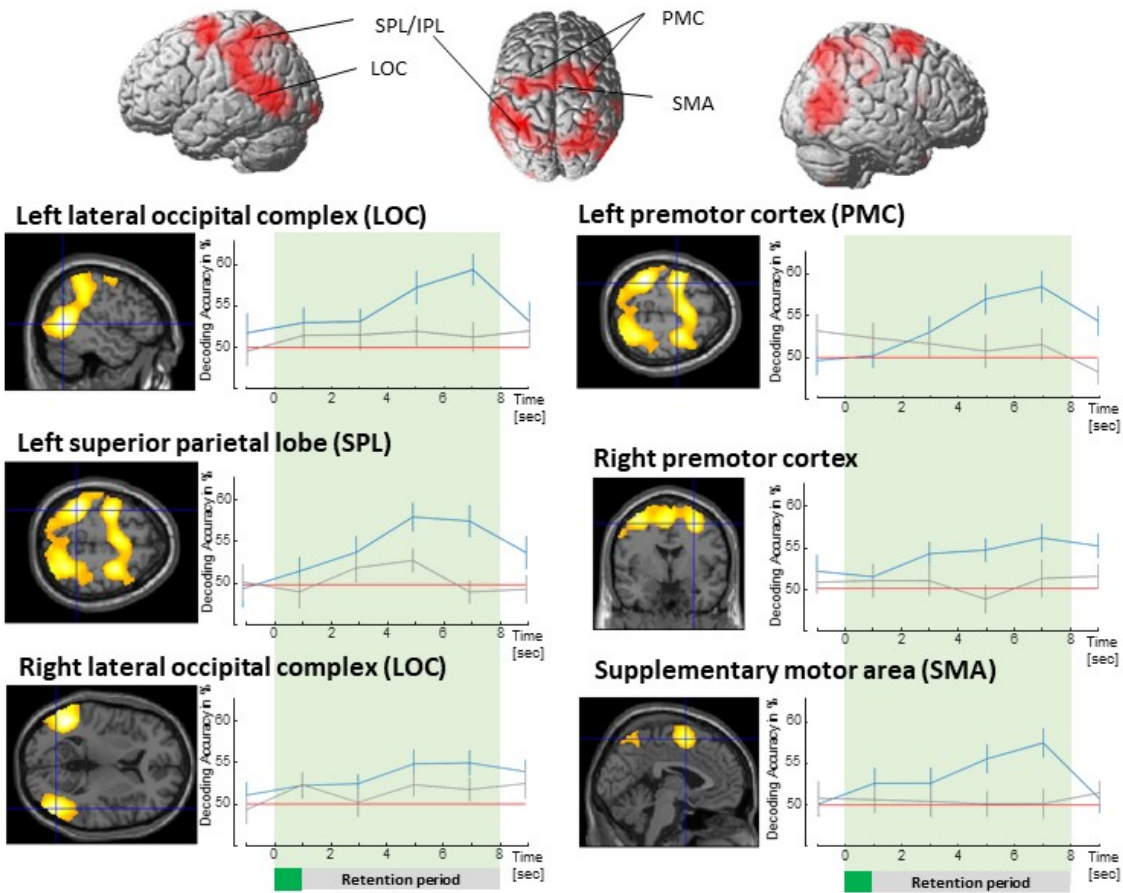 SPL/IPL
PMC
LOC
SMA
Left lateral occipital complex (LOC)
Decoding Accuracy in %
60
55
50
0 2 4 6 8 Time
[sec]
Left premotor cortex (PMC)
Decoding Accuracy in %
60
55
50
0 2 4 6 8 Time
[sec]
Left superior parietal lobe (SPL)
Decoding Accuracy in %
60
55
50
0 2 4 6 8 Time
[sec]
Right premotor cortex
Decoding Accuracy in %
60
55
50
0 2 4 6 8 Time
[sec]
Right lateral occipital complex (LOC)
Decoding Accuracy in %
60
55
50
0 2 4 6 8 Time
[sec]
Retention period
Supplementary motor area (SMA)
Decoding Accuracy in %
60
55
50
0 2 4 6 8 Time
[sec]
Retention period